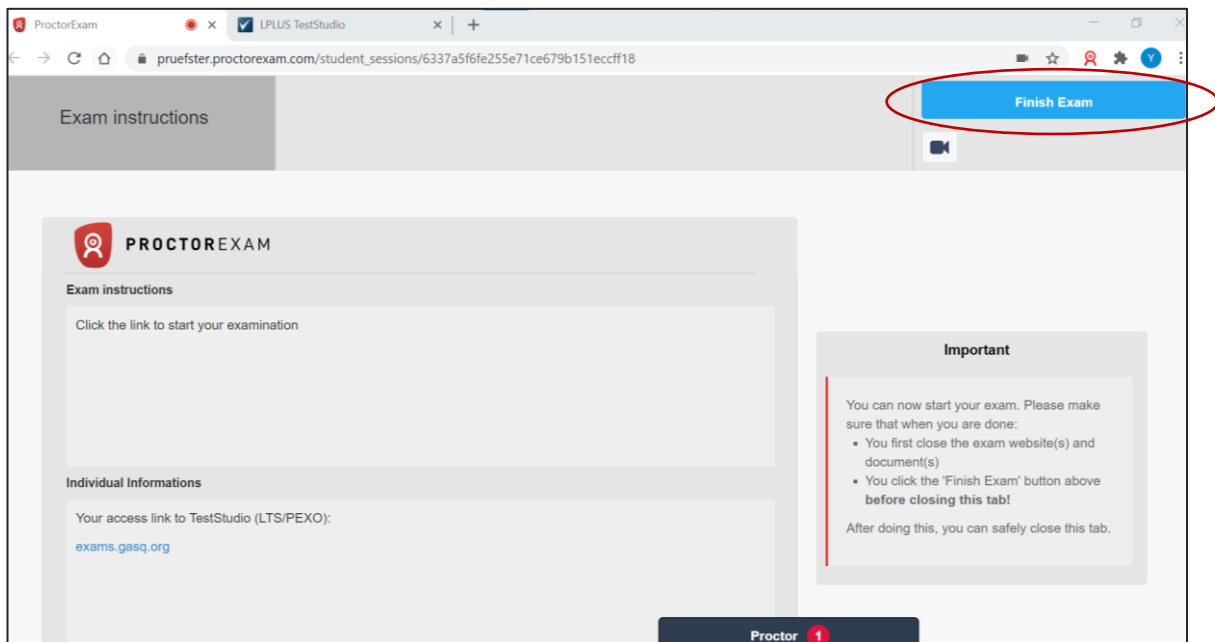 ProctorExam
LPLUS TestStudio
pruefster.proctorexam.com/student_sessions/6337a5f6fe255e71ce679b151eccff18
Y
Exam instructions
Finish Exam
PROCTOREXAM
Exam instructions
Click the link to start your examination
Individual Informations
Your access link to TestStudio (LTS/PEXO):
exams.gasq.org
Important
You can now start your exam. Please make
sure that when you are done:
▪ You first close the exam website(s) and
document(s)
▪ You click the 'Finish Exam' button above
before closing this tab!
After doing this, you can safely close this tab.
Proctor 1